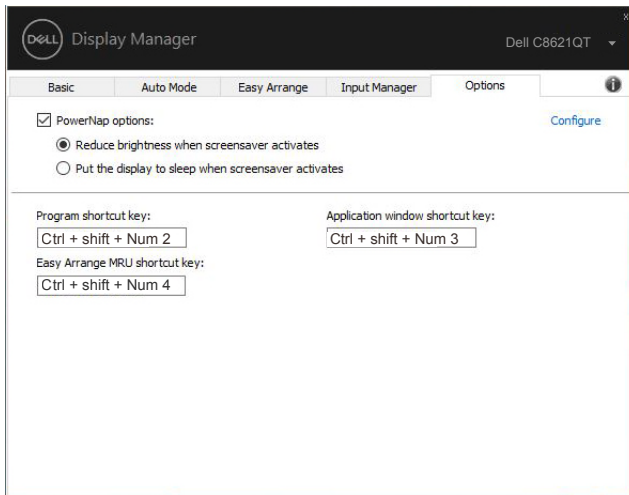 x
DELL Display Manager
Dell C8621QT
Basic Auto Mode Easy Arrange Input Manager Options i
PowerNap options: Configure
Reduce brightness when screensaver activates
Put the display to sleep when screensaver activates
Program shortcut key: Application window shortcut key:
Ctrl + shift + Num 2 Ctrl + shift + Num 3
Easy Arrange MRU shortcut key:
Ctrl + shift + Num 4